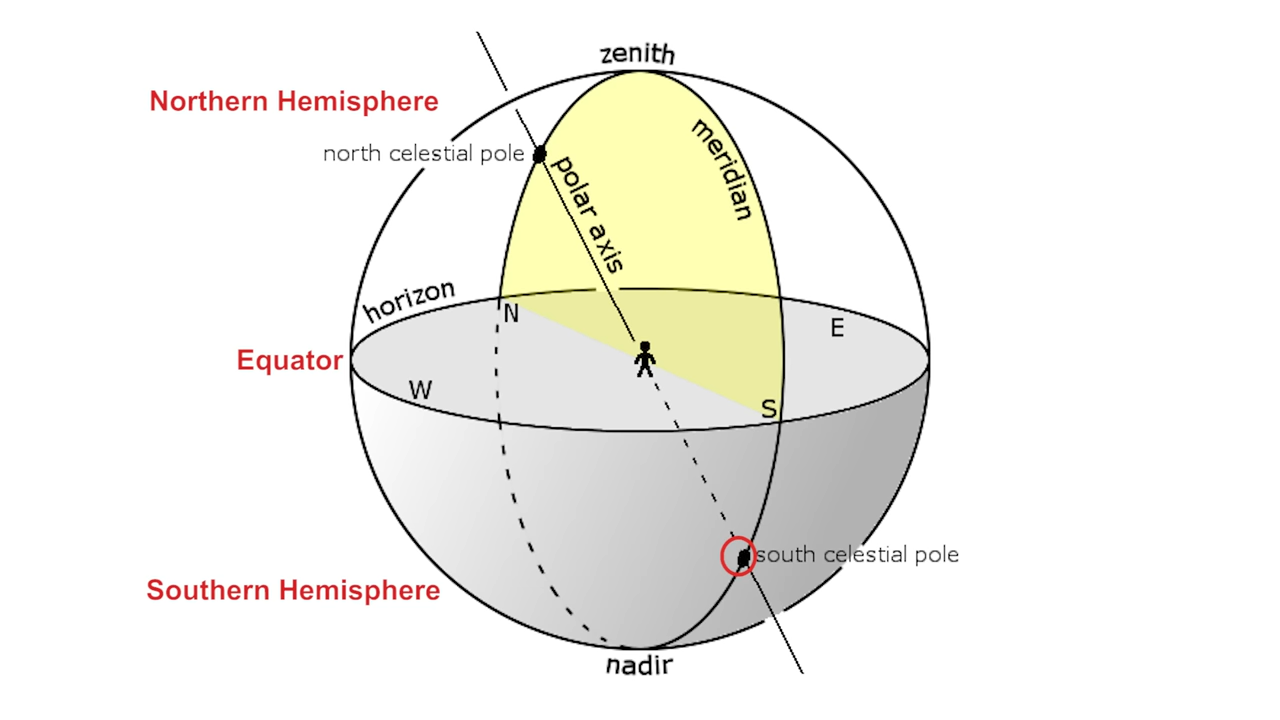 zenith
Northern Hemisphere
north celestial pole
meridian
polar axis
horizon
N
E
Equator
W
S
south celestial pole
Southern Hemisphere
nadir